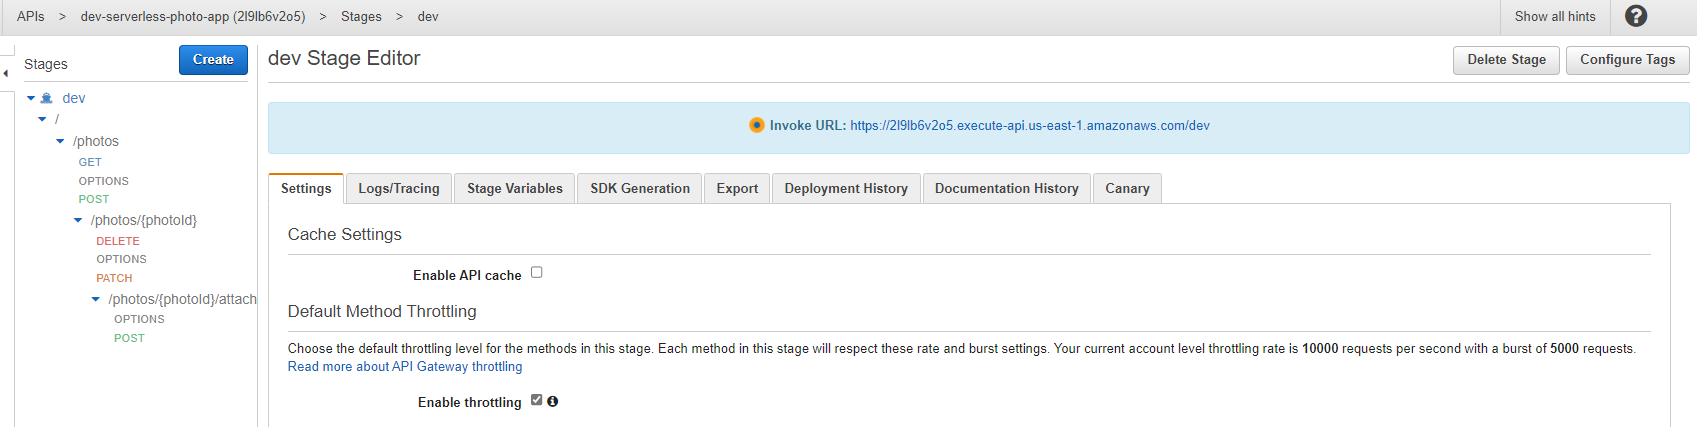 APIs > dev-serverless-photo-app (2l9lb6v2o5) > Stages > dev
Show all hints
Stages
Create
dev
/
/photos
GET
OPTIONS
POST
/photos/{photoId}
DELETE
OPTIONS
PATCH
/photos/{photoId}/attach
OPTIONS
POST
dev Stage Editor
Delete Stage
Configure Tags
Invoke URL: https://2l9lb6v2o5.execute-api.us-east-1.amazonaws.com/dev
Settings
Logs/Tracing
Stage Variables
SDK Generation
Export
Deployment History
Documentation History
Canary
Cache Settings
Enable API cache
Default Method Throttling
Choose the default throttling level for the methods in this stage. Each method in this stage will respect these rate and burst settings. Your current account level throttling rate is 10000 requests per second with a burst of 5000 requests.
Read more about API Gateway throttling
Enable throttling